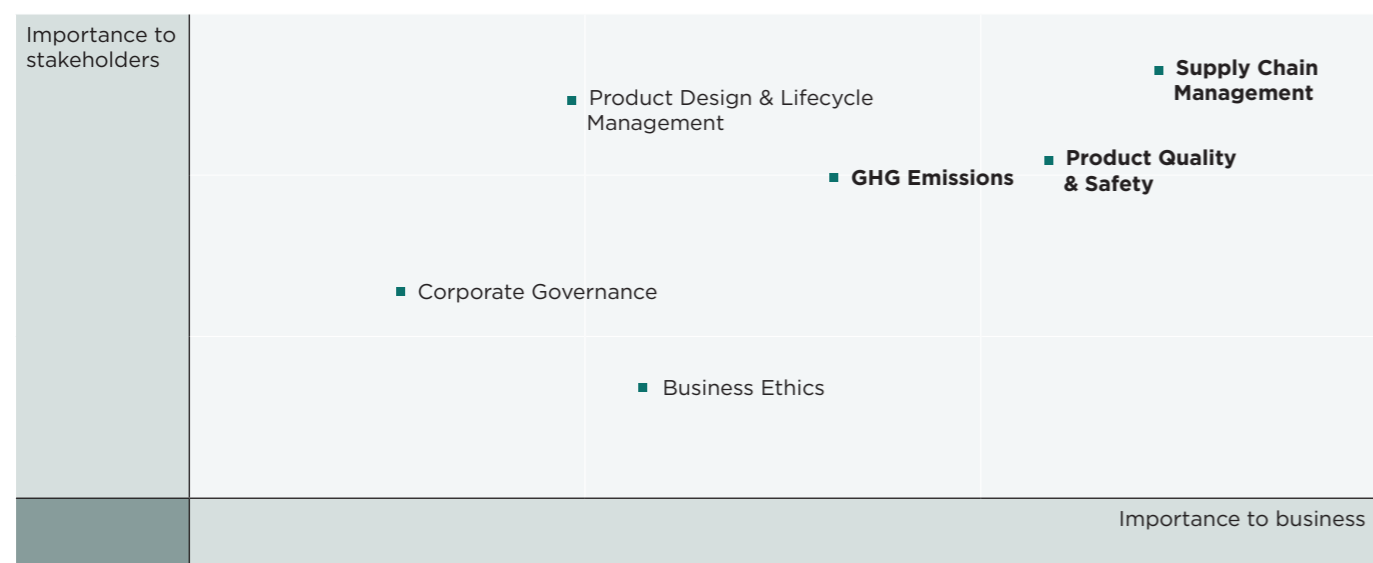 Importance to
stakeholders
Supply Chain
Management
Product Design & Lifecycle
Management
Product Quality
& Safety
GHG Emissions
Corporate Governance
Business Ethics
Importance to business